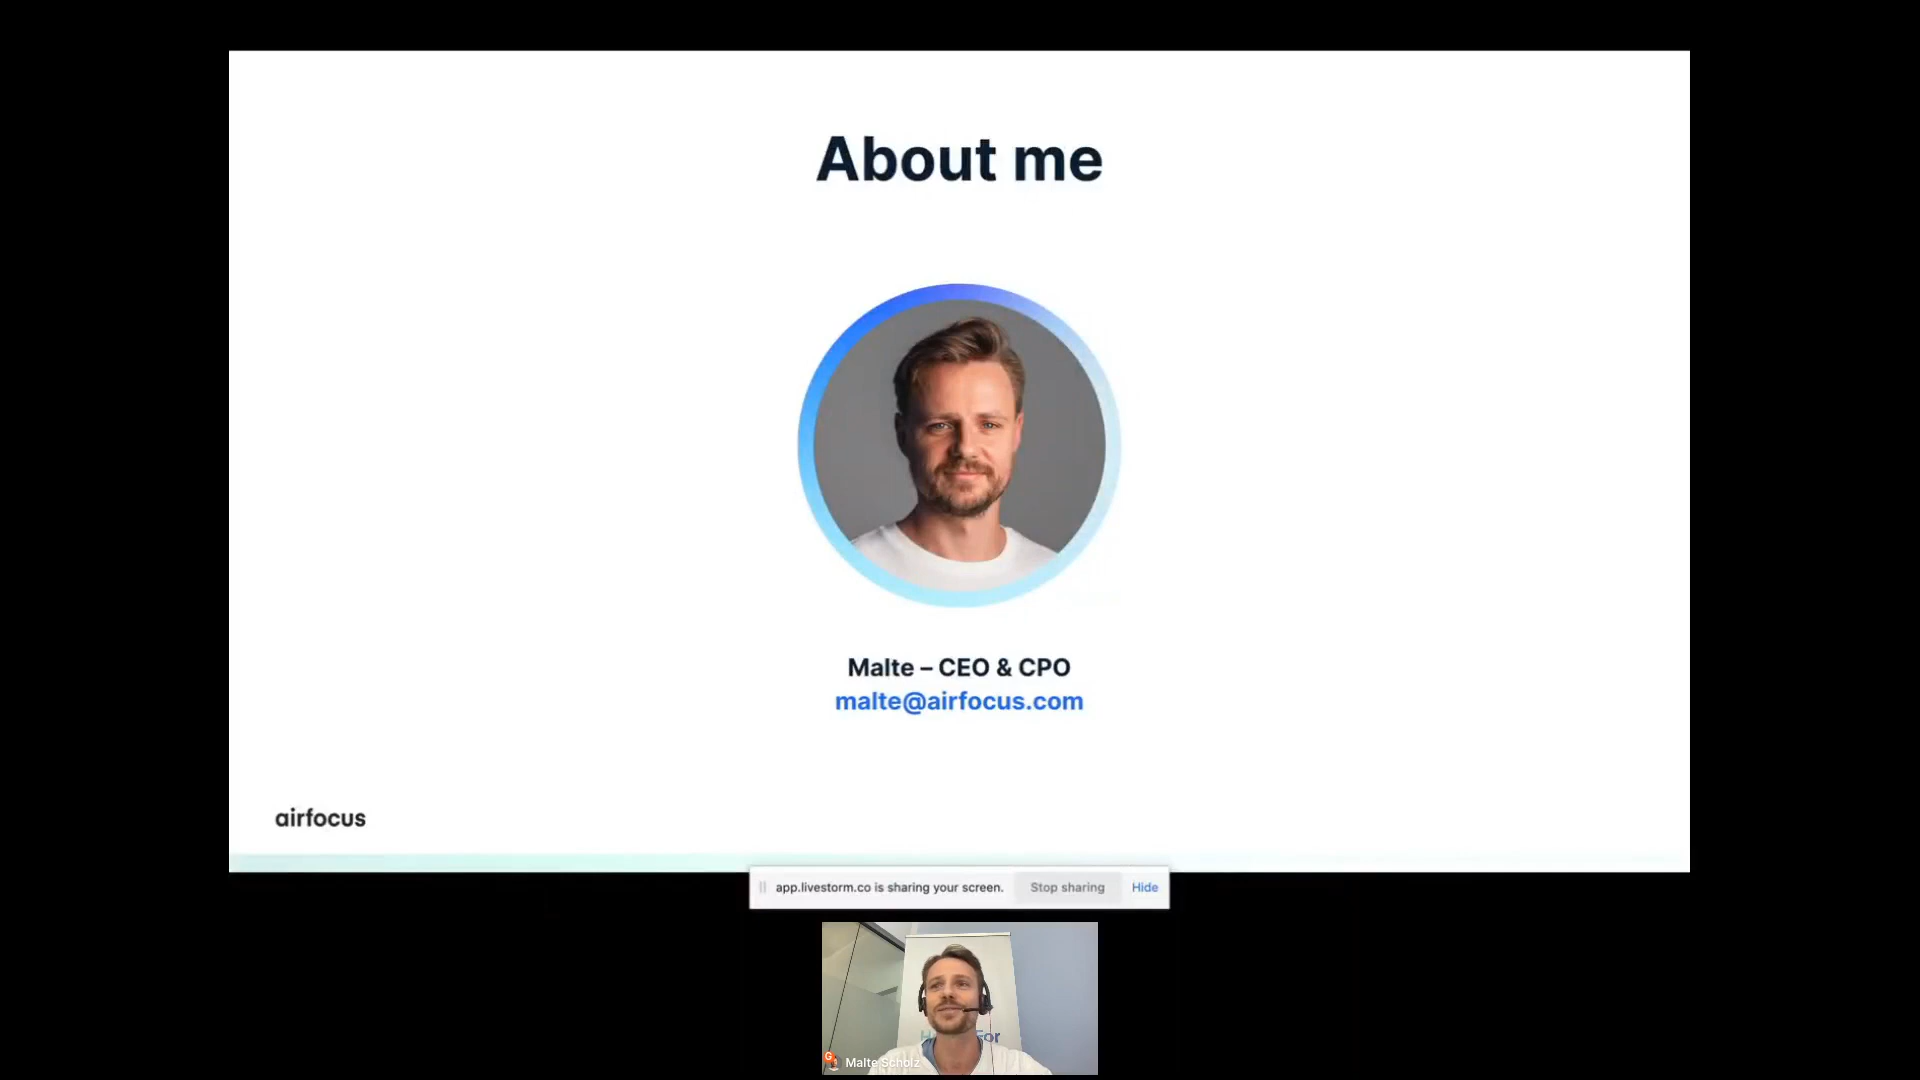 About me
Malte – CEO & CPO
malte@airfocus.com
airfocus
app.livestorm.co is sharing your screen. Stop sharing Hide
For
G
Malte Scholz